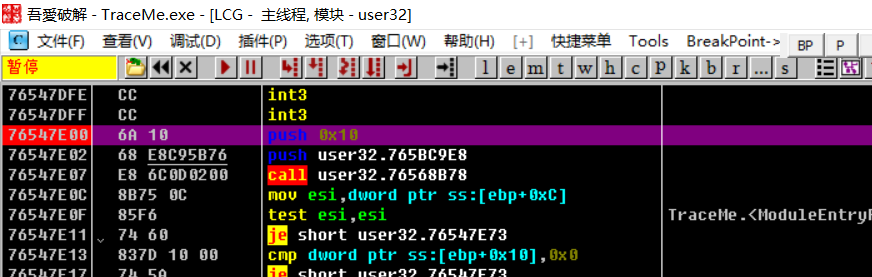 吾愛破解 - TraceMe.exe - [LCG - 主线程, 模块 - user32]
C 文件(F) 查看(V) 调试(D) 插件(P) 选项(T) 窗口(W) 帮助(H) [+] 快捷菜单 Tools BreakPoint-> BP P
暂停 l e m t w h c p k b r ... s
76547DFE CC int3
76547DFF CC int3
76547E00 6A 10 push 0x10
76547E02 68 E8C95B76 push user32.765BC9E8
76547E07 E8 6C0D0200 call user32.76568B78
76547E0C 8B75 0C mov esi,dword ptr ss:[ebp+0xC]
76547E0F 85F6 test esi,esi TraceMe.<ModuleEntryP
76547E11 74 60 je short user32.76547E73
76547E13 837D 10 00 cmp dword ptr ss:[ebp+0x10],0x0
76547E17 74 5A je short user32.76547E73